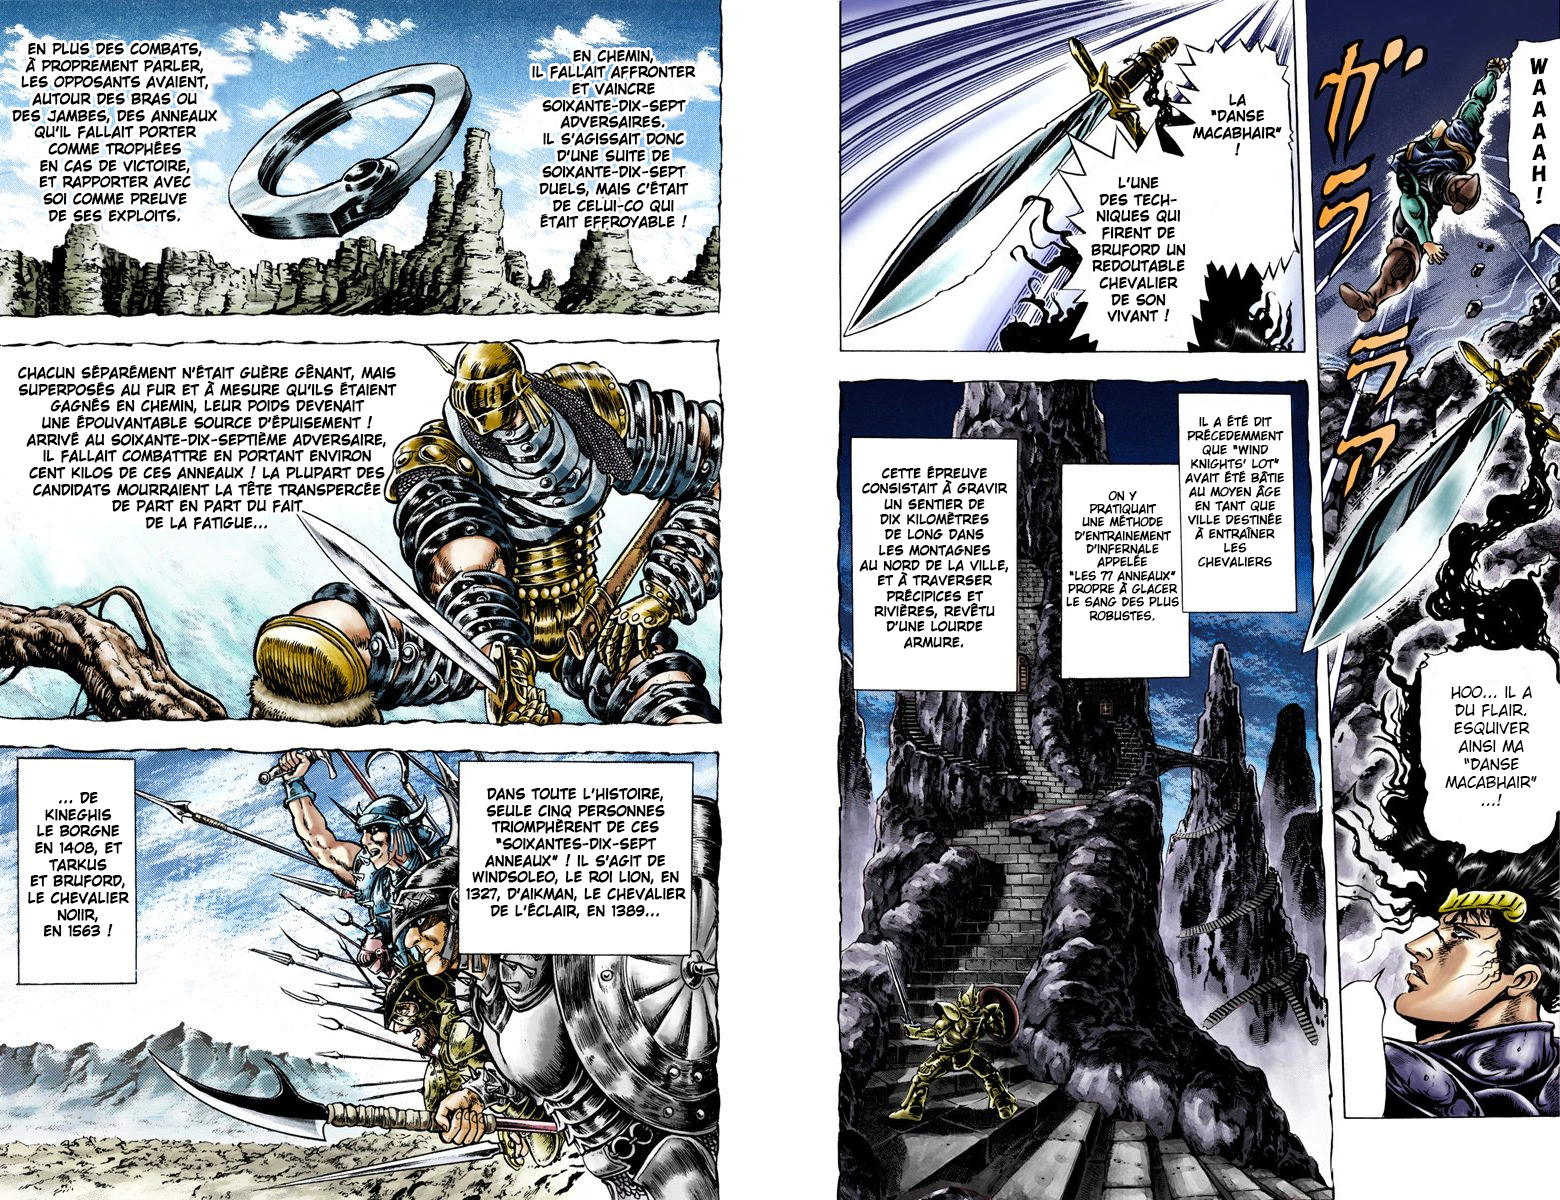 WAAAAH!
ガララァ
HOO... IL A
DU FLAIR,
ESQUIVER
AINSI MA
"DANSE
MACABHAIR"
...!
LA
"DANSE
MACABHAIR"
!
L'UNE
DES TECH-
NIQUES QUI
FIRENT DE
BRUFORD UN
REDOUTABLE
CHEVALIER
DE SON
VIVANT !
IL A ÉTÉ DIT
PRÉCEDEMMENT
QUE "WIND
KNIGHTS' LOT"
AVAIT ÉTÉ BÂTIE
AU MOYEN ÂGE
EN TANT QUE
VILLE DESTINÉE
À ENTRAÎNER
LES
CHEVALIERS
ON Y
PRATIQUAIT
UNE MÉTHODE
D'ENTRAINEMENT
D'INFERNALE
APPELÉE
"LES 77 ANNEAUX"
PROPRE À GLACER
LE SANG DES PLUS
ROBUSTES.
CETTE ÉPREUVE
CONSISTAIT À GRAVIR
UN SENTIER DE
DIX KILOMÈTRES
DE LONG DANS
LES MONTAGNES
AU NORD DE LA VILLE,
ET À TRAVERSER
PRÉCIPICES ET
RIVIÈRES, REVÊTU
D'UNE LOURDE
ARMURE.
EN CHEMIN,
IL FALLAIT AFFRONTER
ET VAINCRE
SOIXANTE-DIX-SEPT
ADVERSAIRES.
IL S'AGISSAIT DONC
D'UNE SUITE DE
SOIXANTE-DIX-SEPT
DUELS, MAIS C'ÉTAIT
DE CELUI-CO QUI
ÉTAIT EFFROYABLE !
EN PLUS DES COMBATS,
À PROPREMENT PARLER,
LES OPPOSANTS AVAIENT,
AUTOUR DES BRAS OU
DES JAMBES, DES ANNEAUX
QU'IL FALLAIT PORTER
COMME TROPHÉES
EN CAS DE VICTOIRE,
ET RAPPORTER AVEC
SOI COMME PREUVE
DE SES EXPLOITS.
CHACUN SÉPARÉMENT N'ÉTAIT GUÈRE GÊNANT, MAIS
SUPERPOSÉS AU FUR ET À MESURE QU'ILS ÉTAIENT
GAGNÉS EN CHEMIN, LEUR POIDS DEVENAIT
UNE ÉPOUVANTABLE SOURCE D'ÉPUISEMENT !
ARRIVÉ AU SOIXANTE-DIX-SEPTIÈME ADVERSAIRE,
IL FALLAIT COMBATTRE EN PORTANT ENVIRON
CENT KILOS DE CES ANNEAUX ! LA PLUPART DES
CANDIDATS MOURRAIENT LA TÊTE TRANSPERCÉE
DE PART EN PART DU FAIT
DE LA FATIGUE...
DANS TOUTE L'HISTOIRE,
SEULE CINQ PERSONNES
TRIOMPHÈRENT DE CES
"SOIXANTES-DIX-SEPT
ANNEAUX" ! IL S'AGIT DE
WINDSOLEO, LE ROI LION, EN
1327, D'AIKMAN, LE CHEVALIER
DE L'ÉCLAIR, EN 1389...
... DE
KINEGHIS
LE BORGNE
EN 1408, ET
TARKUS
ET BRUFORD,
LE CHEVALIER
NOIIR,
EN 1563 !